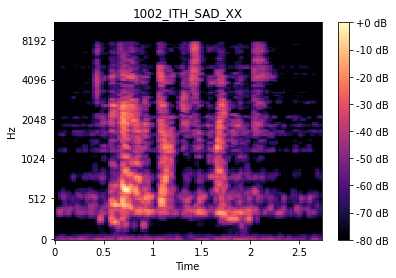 1002_ITH_SAD_XX
+0 dB
8192
-10 dB
4096
-20 dB
-30 dB
2048
Hz
-40 dB
1024
-50 dB
512
-60 dB
-70 dB
0
-80 dB
0 0.5 1 1.5 2 2.5
Time